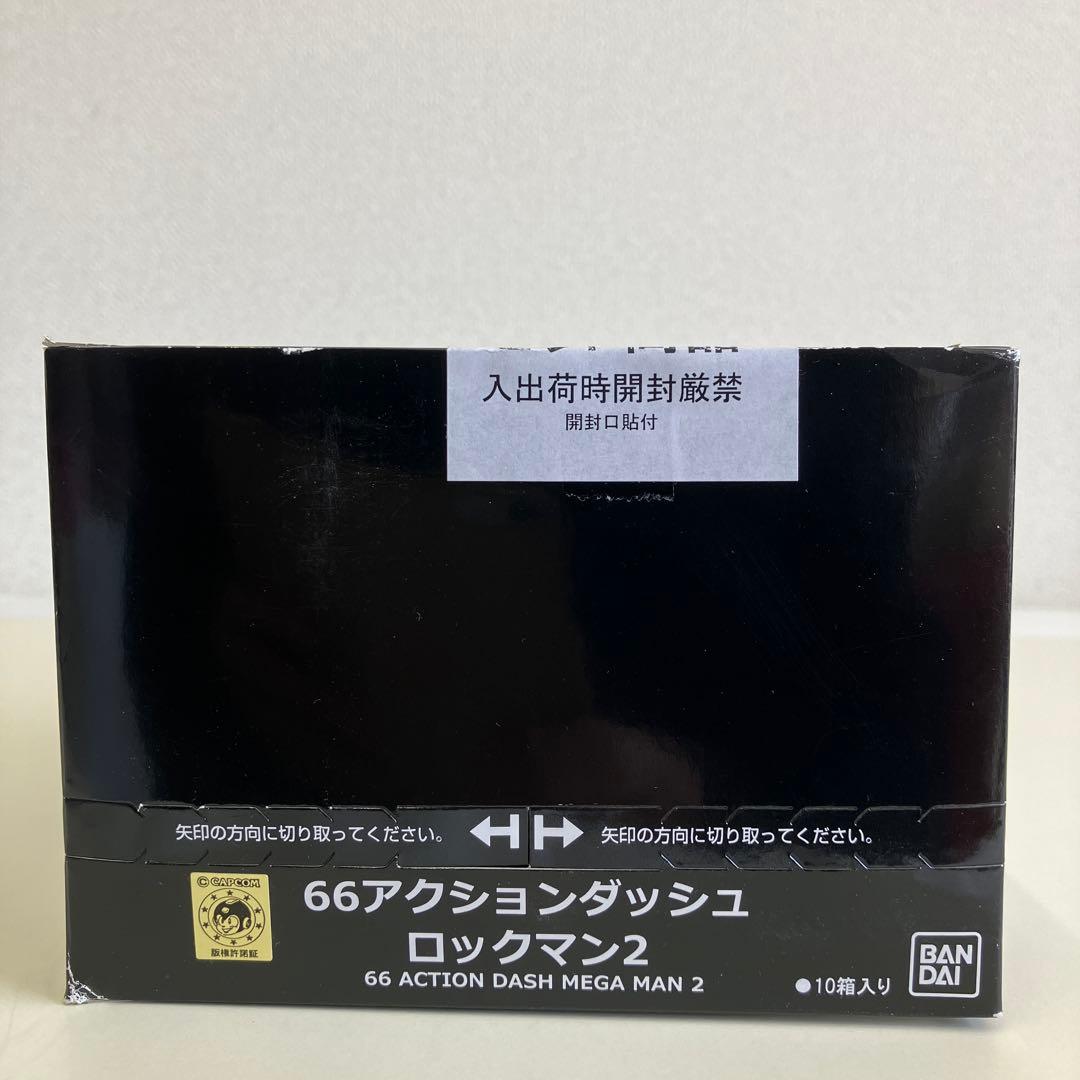 入出荷時開封厳禁
開封口貼付
矢印の方向に切り取ってください。
矢印の方向に切り取ってください。
© CAPCOM
版権許諾証
66アクションダッシュ
ロックマン2
66 ACTION DASH MEGA MAN 2
●10箱入り
BAN
DAI